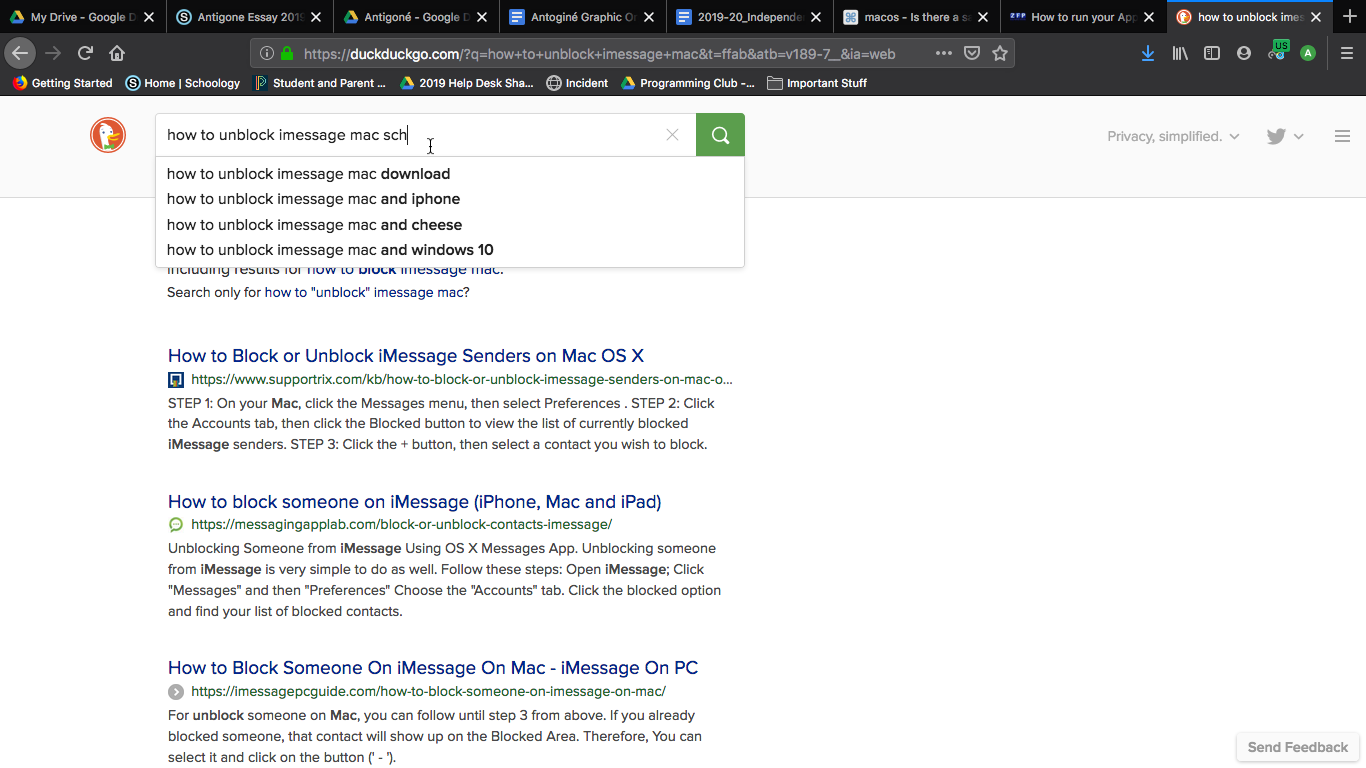 My Drive - Google D
Antigone Essay 2019
Antigoné - Google D
Antoginé Graphic O
2019-20_Independe
macos - Is there a sa
ZFP How to run your App
how to unblock imes
https://duckduckgo.com/?q=how+to+unblock+imessage+mac&t=ffab&atb=v189-7__&ia=web
US
A
Getting Started
Home | Schoology
Student and Parent ...
2019 Help Desk Sha...
Incident
Programming Club -...
Important Stuff
how to unblock imessage mac sch
Privacy, simplified.
how to unblock imessage mac download
how to unblock imessage mac and iphone
how to unblock imessage mac and cheese
how to unblock imessage mac and windows 10
Including results for how to block imessage mac.
Search only for how to "unblock" imessage mac?
How to Block or Unblock iMessage Senders on Mac OS X
https://www.supportrix.com/kb/how-to-block-or-unblock-imessage-senders-on-mac-o...
STEP 1: On your Mac, click the Messages menu, then select Preferences . STEP 2: Click
the Accounts tab, then click the Blocked button to view the list of currently blocked
iMessage senders. STEP 3: Click the + button, then select a contact you wish to block.
How to block someone on iMessage (iPhone, Mac and iPad)
https://messagingapplab.com/block-or-unblock-contacts-imessage/
Unblocking Someone from iMessage Using OS X Messages App. Unblocking someone
from iMessage is very simple to do as well. Follow these steps: Open iMessage; Click
"Messages" and then "Preferences" Choose the "Accounts" tab. Click the blocked option
and find your list of blocked contacts.
How to Block Someone On iMessage On Mac - iMessage On PC
https://imessagepcguide.com/how-to-block-someone-on-imessage-on-mac/
For unblock someone on Mac, you can follow until step 3 from above. If you already
blocked someone, that contact will show up on the Blocked Area. Therefore, You can
select it and click on the button (' - ').
Send Feedback